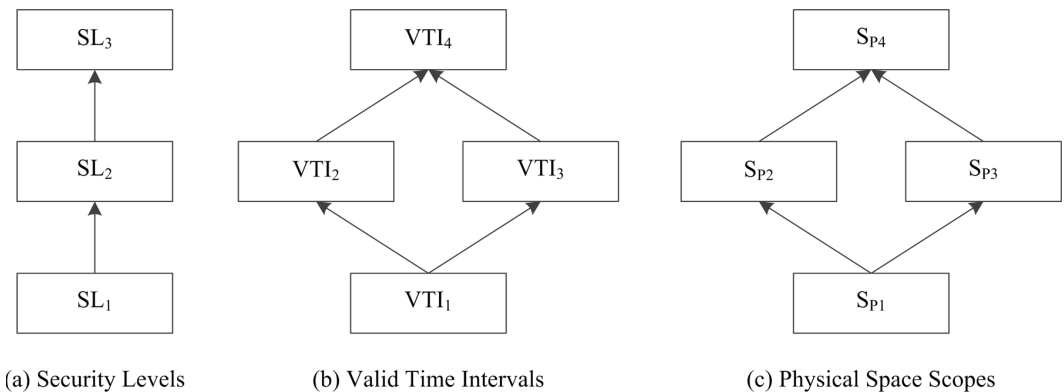 SL₃
VTI₄
Sₚ₄
SL₂
VTI₂
VTI₃
Sₚ₂
Sₚ₃
SL₁
VTI₁
Sₚ₁
(a) Security Levels
(b) Valid Time Intervals
(c) Physical Space Scopes